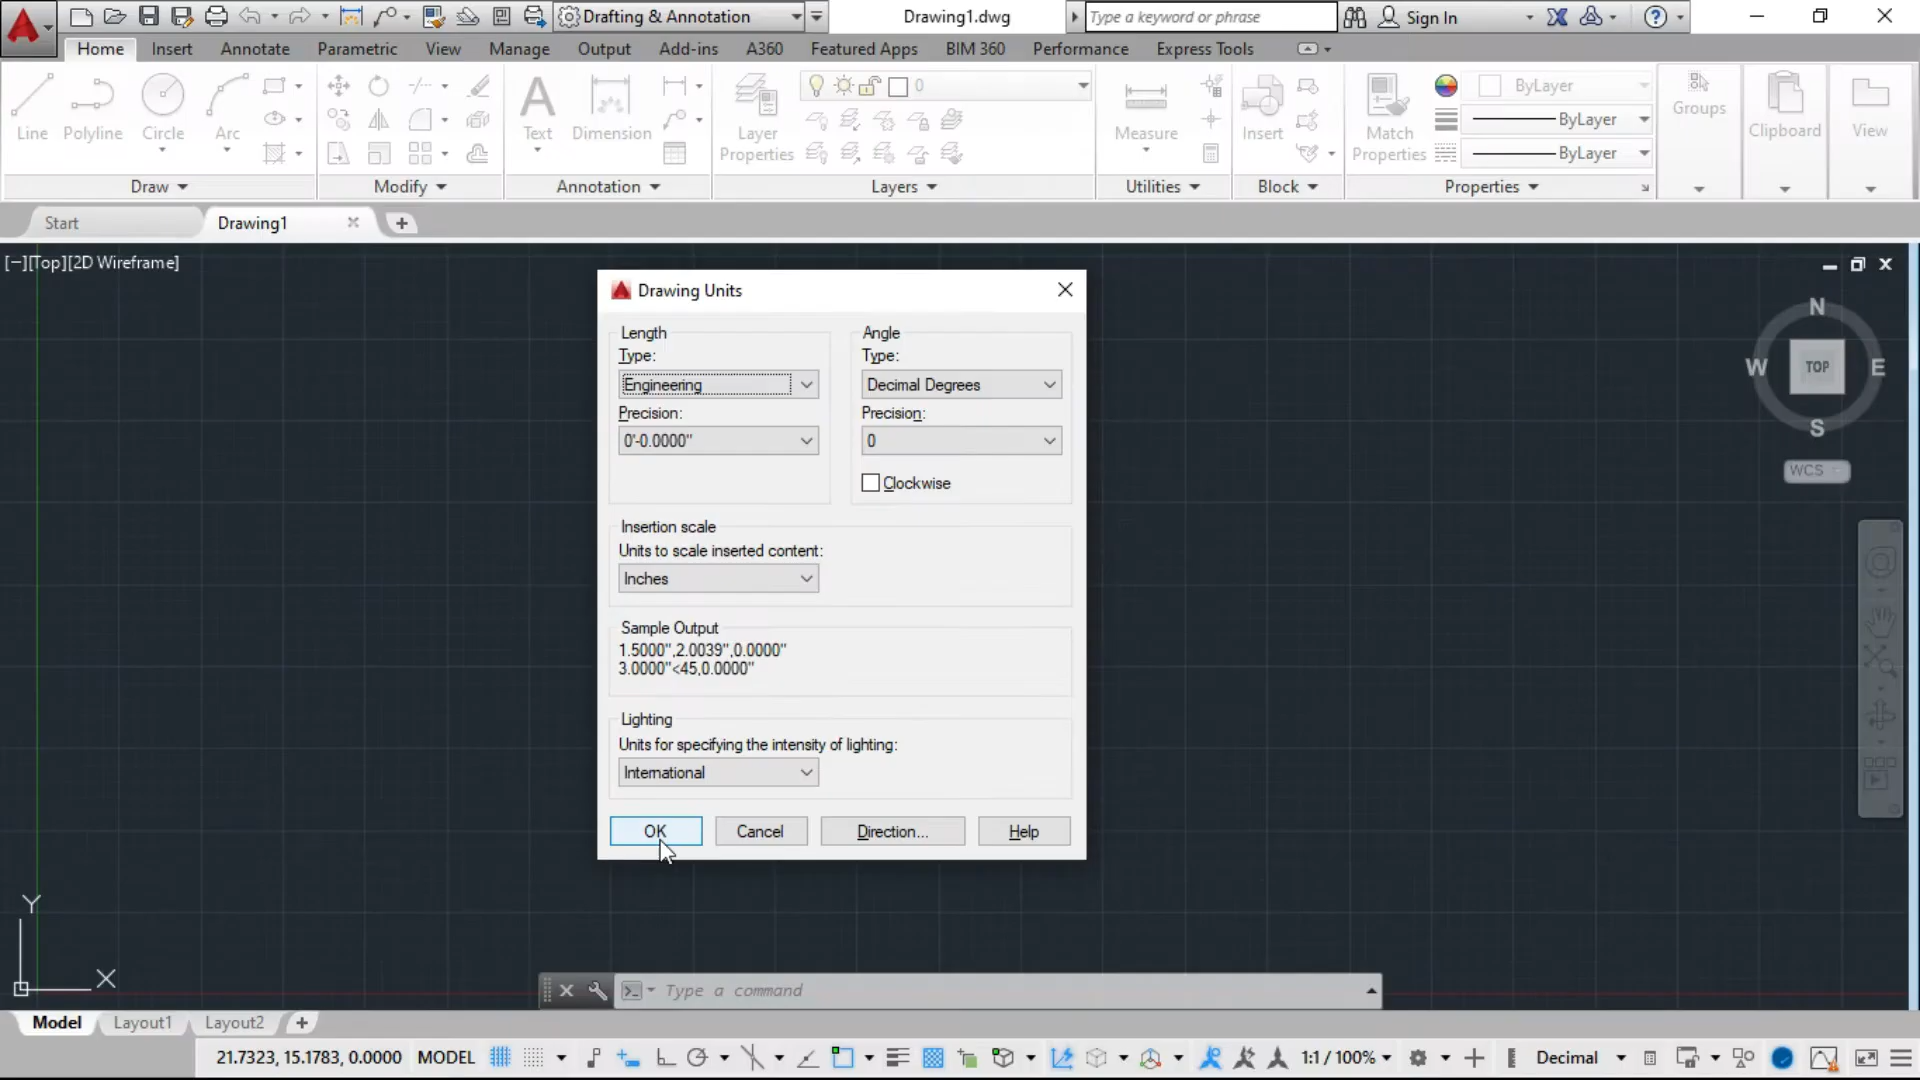 Drafting & Annotation
Drawing1.dwg
Type a keyword or phrase
Sign In
Home
Insert
Annotate
Parametric
View
Manage
Output
Add-ins
A360
Featured Apps
BIM 360
Performance
Express Tools
Line
Polyline
Circle
Arc
Text
Dimension
Layer
Properties
0
Measure
Insert
Match
Properties
ByLayer
ByLayer
ByLayer
Groups
Clipboard
View
Draw
Modify
Annotation
Layers
Utilities
Block
Properties
Start
Drawing1
[−][Top][2D Wireframe]
Drawing Units
Length
Type:
Engineering
Precision:
0'-0.0000"
Angle
Type:
Decimal Degrees
Precision:
0
Clockwise
Insertion scale
Units to scale inserted content:
Inches
Sample Output
1.5000",2.0039",0.0000"
3.0000"<45,0.0000"
Lighting
Units for specifying the intensity of lighting:
International
OK
Cancel
Direction...
Help
N
W
TOP
E
S
WCS
Y
X
Type a command
Model
Layout1
Layout2
21.7323, 15.1783, 0.0000
MODEL
1:1 / 100%
Decimal